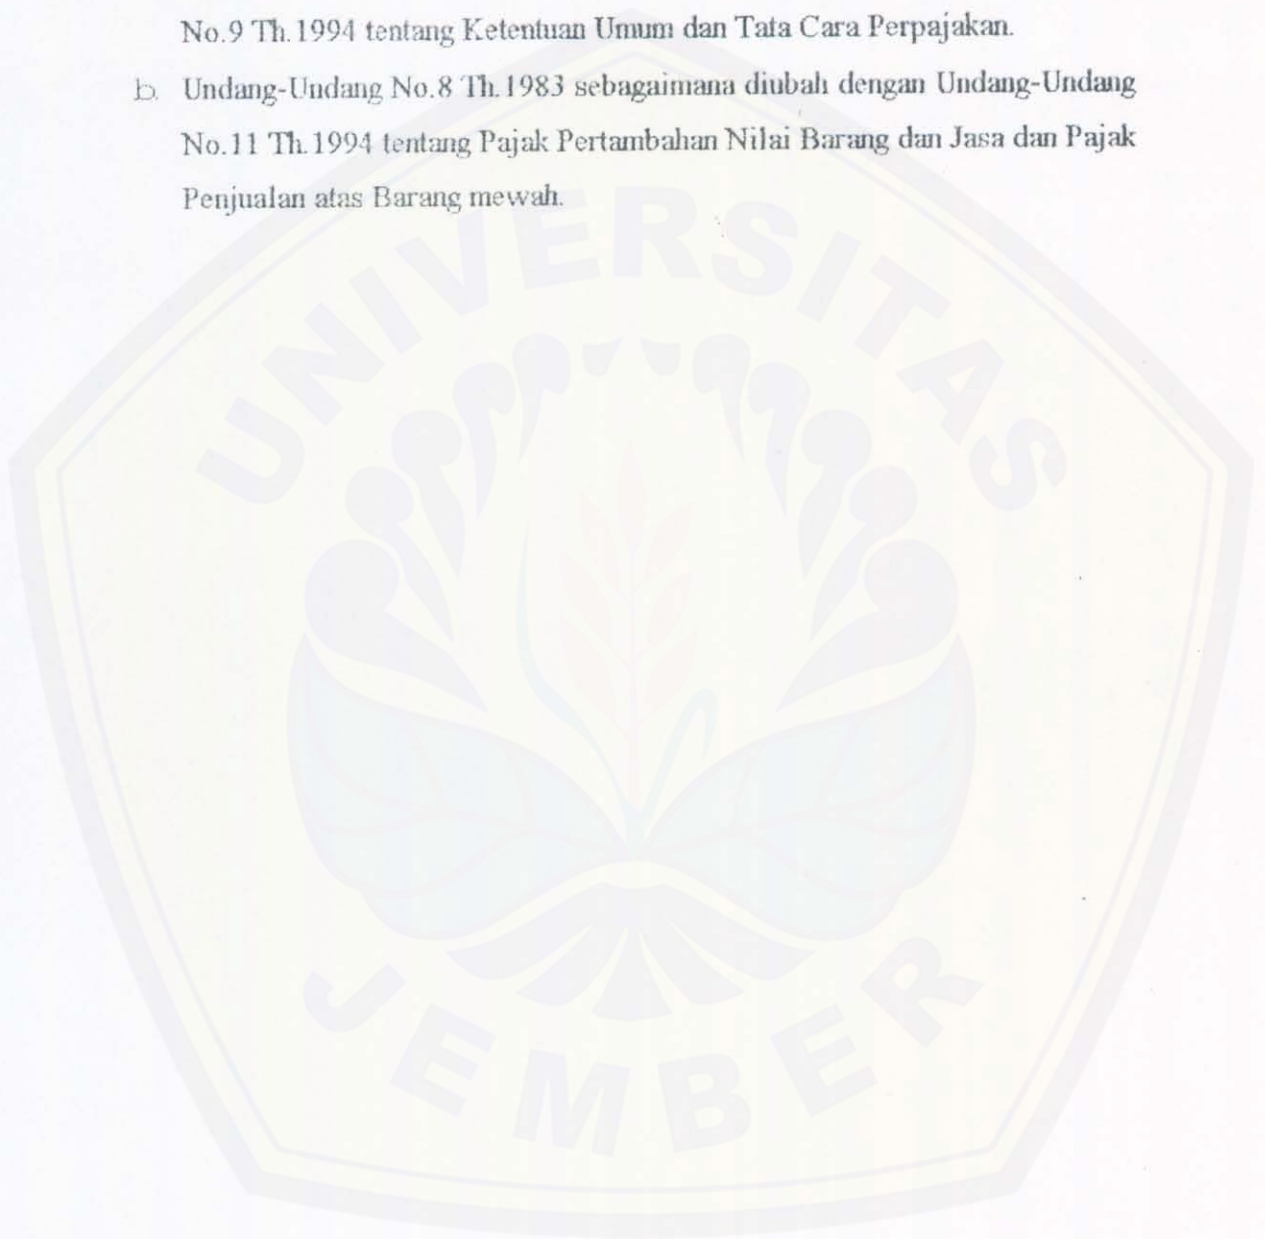 No.9 Th.1994 tentang Ketentuan Umum dan Tata Cara Perpajakan.
b. Undang-Undang No.8 Th.1983 sebagaimana diubah dengan Undang-Undang
No.11 Th.1994 tentang Pajak Pertambahan Nilai Barang dan Jasa dan Pajak
Penjualan atas Barang mewah.
UNIVERSITAS
JEMBER